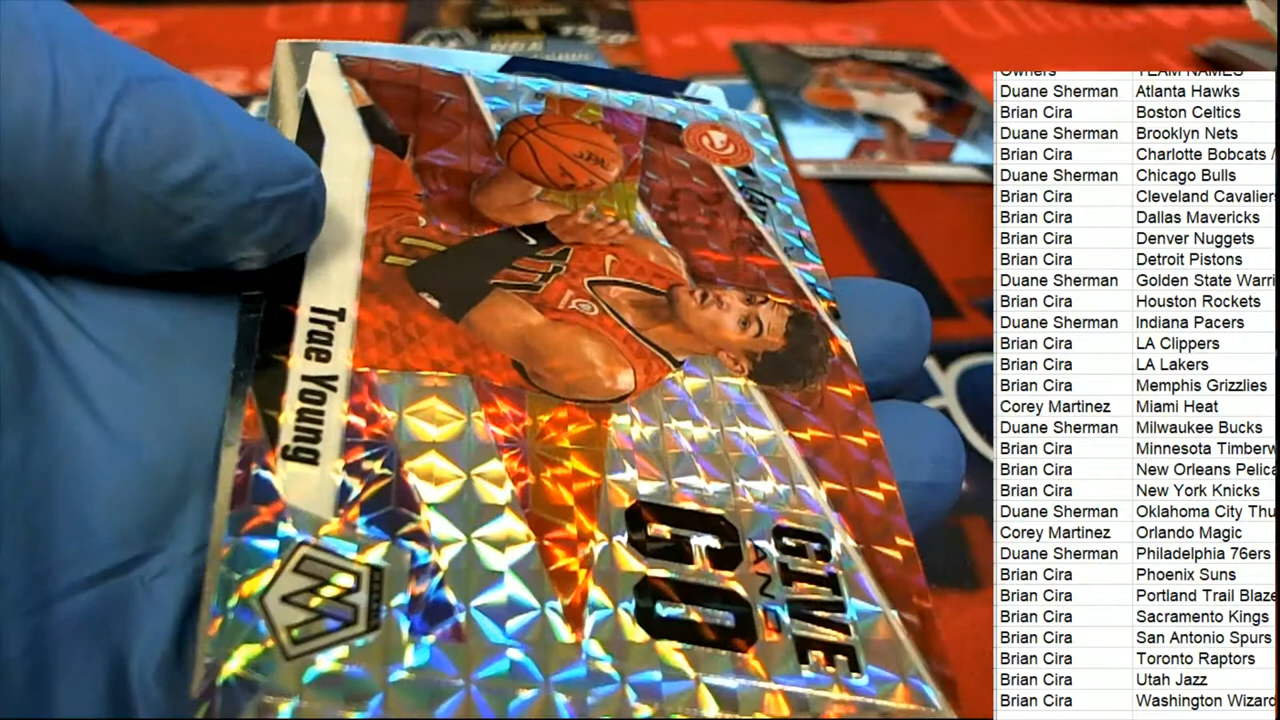 Trae Young
GIVE
AND
GO
M
SPAL
Owners TEAM NAMES
Duane Sherman Atlanta Hawks
Brian Cira Boston Celtics
Duane Sherman Brooklyn Nets
Brian Cira Charlotte Bobcats /
Duane Sherman Chicago Bulls
Brian Cira Cleveland Cavalier
Brian Cira Dallas Mavericks
Brian Cira Denver Nuggets
Brian Cira Detroit Pistons
Duane Sherman Golden State Warri
Brian Cira Houston Rockets
Duane Sherman Indiana Pacers
Brian Cira LA Clippers
Brian Cira LA Lakers
Brian Cira Memphis Grizzlies
Corey Martinez Miami Heat
Duane Sherman Milwaukee Bucks
Brian Cira Minnesota Timberw
Brian Cira New Orleans Pelica
Brian Cira New York Knicks
Duane Sherman Oklahoma City Thu
Corey Martinez Orlando Magic
Duane Sherman Philadelphia 76ers
Brian Cira Phoenix Suns
Brian Cira Portland Trail Blaze
Brian Cira Sacramento Kings
Brian Cira San Antonio Spurs
Brian Cira Toronto Raptors
Brian Cira Utah Jazz
Brian Cira Washington Wizard